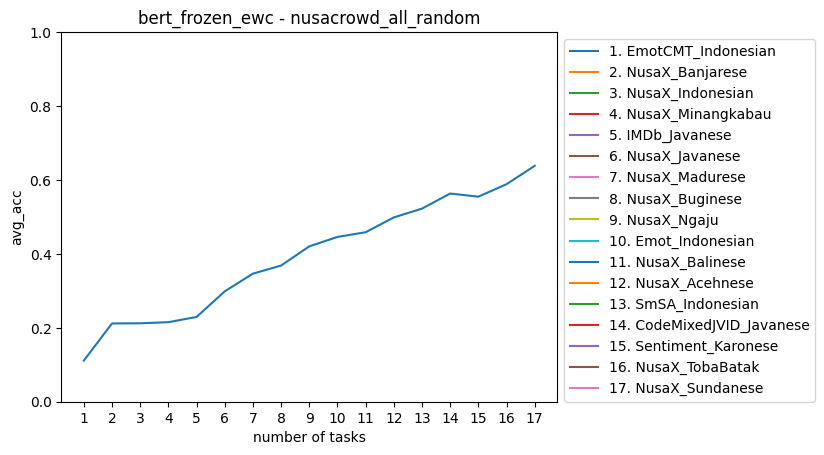 bert_frozen_ewc - nusacrowd_all_random
1.0
0.8
0.6
0.4
0.2
0.0
avg_acc
1 2 3 4 5 6 7 8 9 10 11 12 13 14 15 16 17
number of tasks
1. EmotCMT_Indonesian
2. NusaX_Banjarese
3. NusaX_Indonesian
4. NusaX_Minangkabau
5. IMDb_Javanese
6. NusaX_Javanese
7. NusaX_Madurese
8. NusaX_Buginese
9. NusaX_Ngaju
10. Emot_Indonesian
11. NusaX_Balinese
12. NusaX_Acehnese
13. SmSA_Indonesian
14. CodeMixedJVID_Javanese
15. Sentiment_Karonese
16. NusaX_TobaBatak
17. NusaX_Sundanese